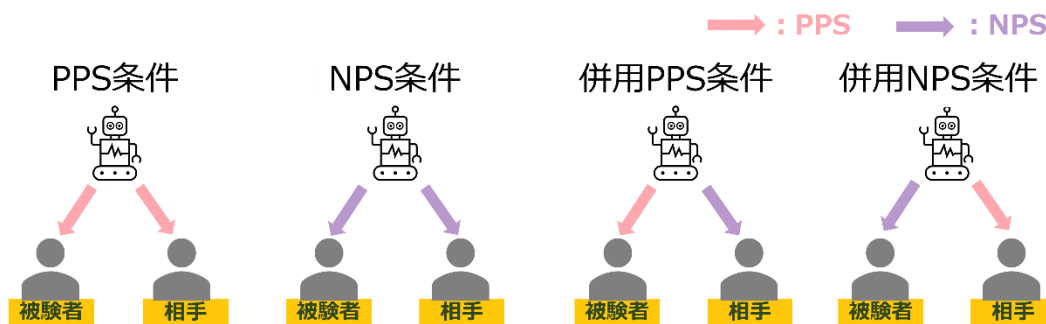 : PPS : NPS
PPS条件 NPS条件 併用PPS条件 併用NPS条件
被験者 相手 被験者 相手 被験者 相手 被験者 相手